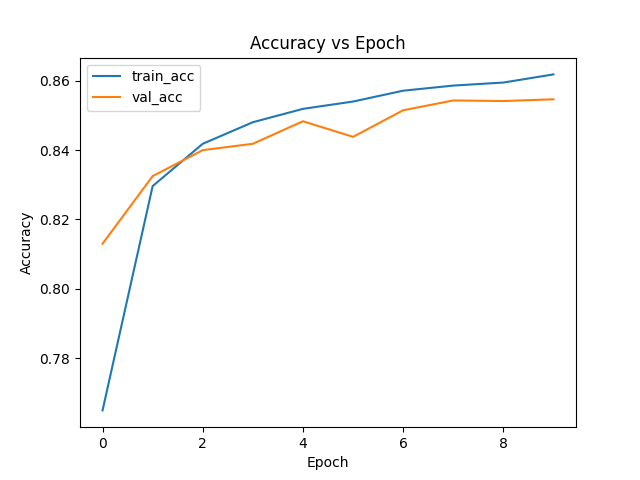 Accuracy vs Epoch
train_acc
val_acc
0.86
0.84
0.82
0.80
0.78
Accuracy
0 2 4 6 8
Epoch